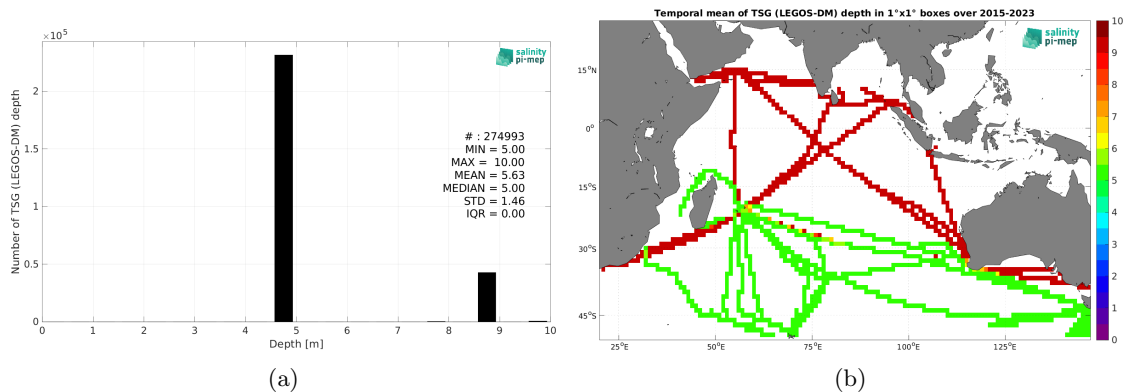 ×10⁵
2
1.5
1
0.5
0
0 1 2 3 4 5 6 7 8 9 10
Number of TSG (LEGOS-DM) depth
Depth [m]
salinity
pi-mep
# : 274993
MIN = 5.00
MAX = 10.00
MEAN = 5.63
MEDIAN = 5.00
STD = 1.46
IQR = 0.00
(a)
Temporal mean of TSG (LEGOS-DM) depth in 1°x1° boxes over 2015-2023
salinity
pi-mep
15°N
0°
15°S
30°S
45°S
25°E 50°E 75°E 100°E 125°E
10
9
8
7
6
5
4
3
2
1
0
(b)